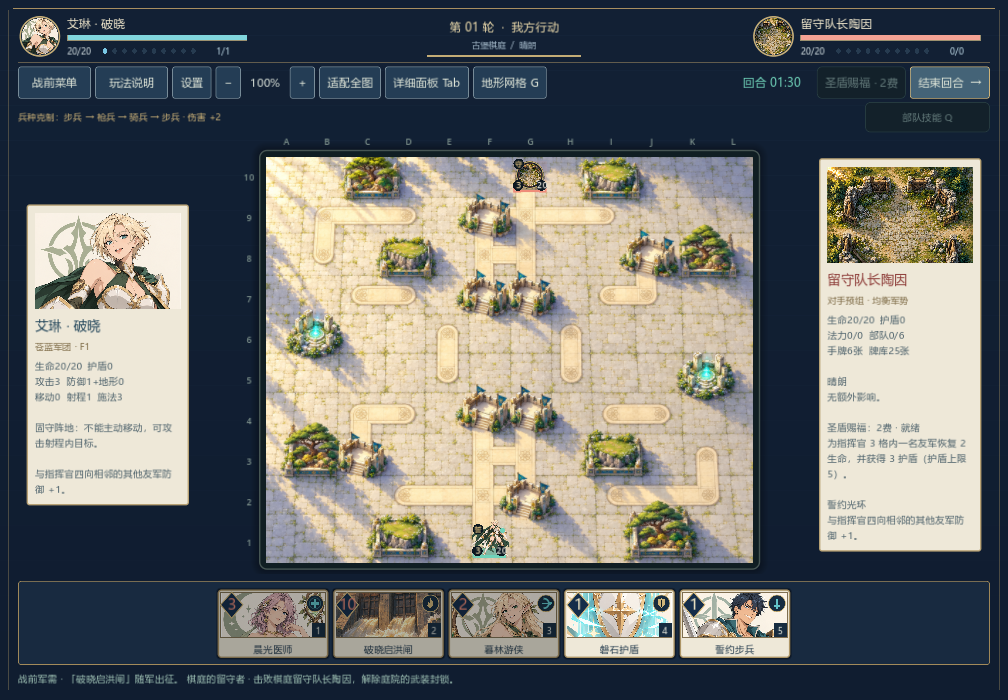 艾琳 · 破晓
20/20
1/1
第 01 轮 · 我方行动
古堡棋庭 / 晴朗
留守队长陶因
20/20
0/0
战前菜单
玩法说明
设置
−
100%
+
适配全图
详细面板 Tab
地形网格 G
回合 01:30
圣盾赐福 · 2费
结束回合 →
兵种克制: 步兵 → 枪兵 → 骑兵 → 步兵 · 伤害 +2
部队技能 Q
A B C D E F G H I J K L
10
9
8
7
6
5
4
3
2
1
3 20
3 20
艾琳 · 破晓
苍蓝军团 · F1
生命20/20 护盾0
攻击3 防御1+地形0
移动0 射程1 施法3
固守阵地: 不能主动移动, 可攻
击射程内目标。
与指挥官四向相邻的其他友军防
御 +1。
留守队长陶因
对手预组 · 均衡军势
生命20/20 护盾0
法力0/0 部队0/6
手牌6张 牌库25张
晴朗
无额外影响。
圣盾赐福: 2费 · 就绪
为指挥官 3 格内一名友军恢复 2
生命, 并获得 3 护盾 (护盾上限
5) 。
誓约光环
与指挥官四向相邻的其他友军防
御 +1。
3
1
晨光医师
10
2
破晓启洪闸
2
3
暮林游侠
1
4
磐石护盾
1
5
誓约步兵
战前军需 · 「破晓启洪闸」随军出征。 棋庭的留守者 · 击败棋庭留守队长陶因, 解除庭院的武装封锁。